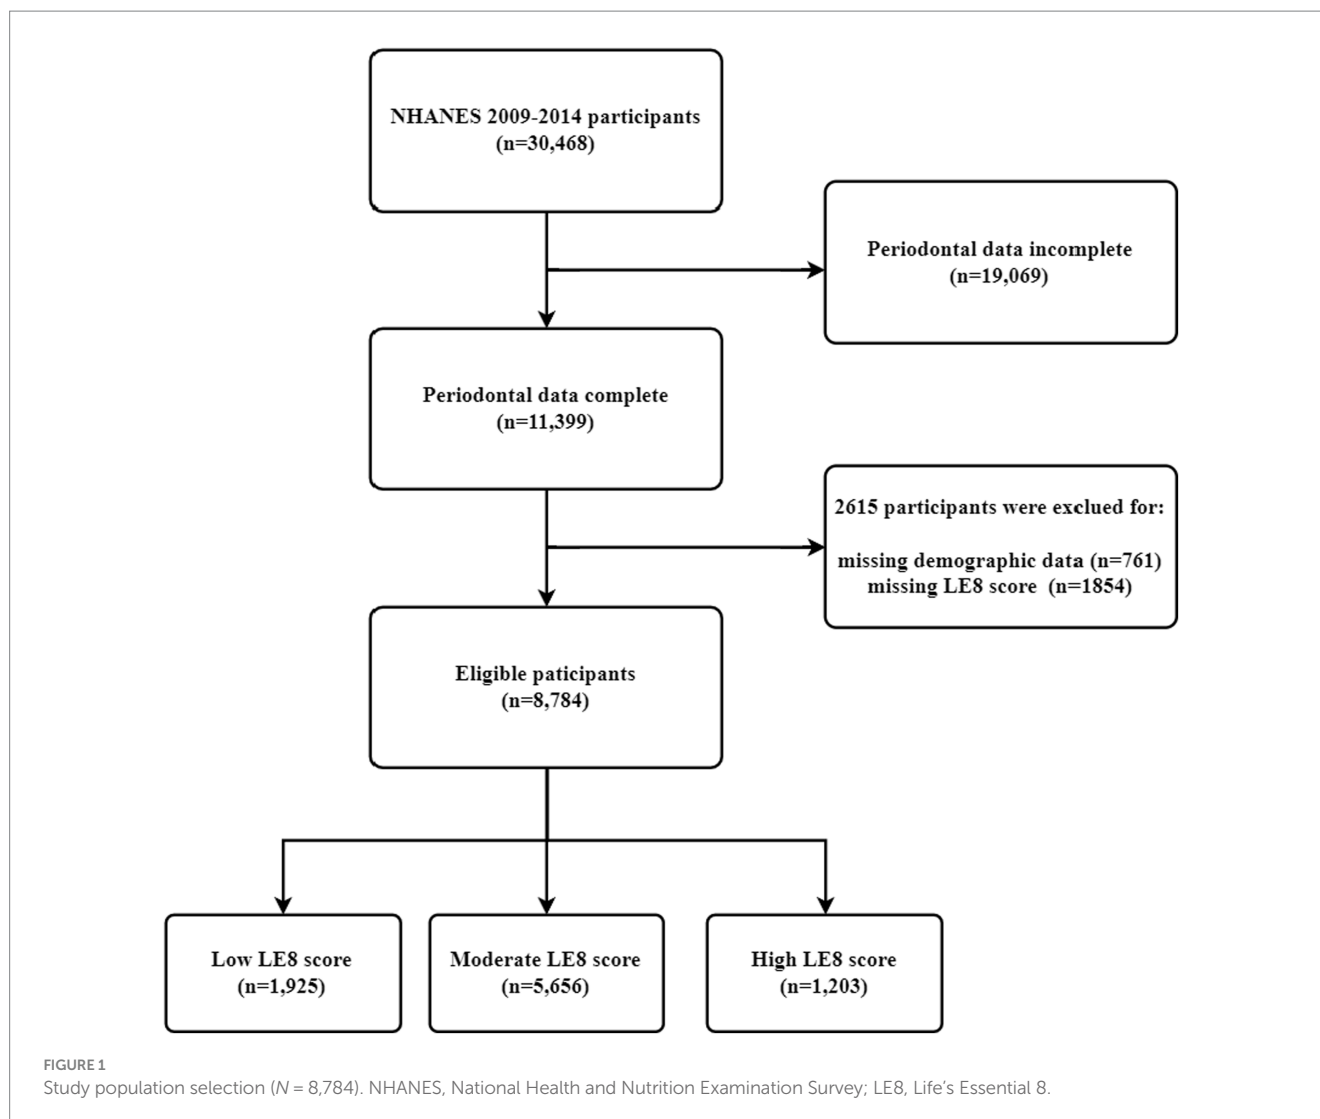 NHANES 2009-2014 participants
(n=30,468)
Periodontal data incomplete
(n=19,069)
Periodontal data complete
(n=11,399)
2615 participants were exclued for:
missing demographic data (n=761)
missing LE8 score (n=1854)
Eligible paticipants
(n=8,784)
Low LE8 score
(n=1,925)
Moderate LE8 score
(n=5,656)
High LE8 score
(n=1,203)
FIGURE 1
Study population selection (N = 8,784). NHANES, National Health and Nutrition Examination Survey; LE8, Life’s Essential 8.